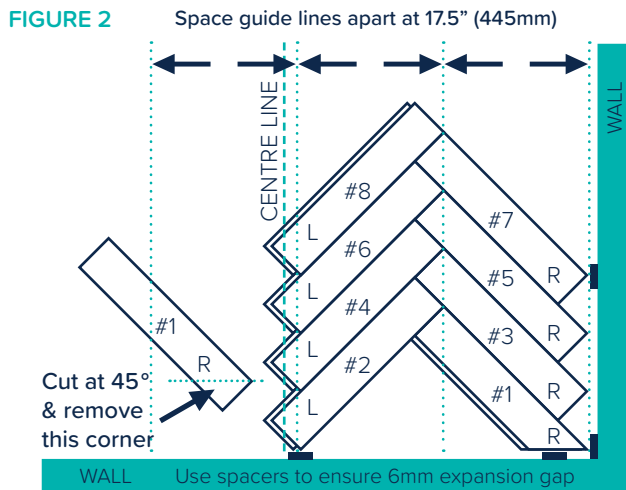 FIGURE 2
Space guide lines apart at 17.5” (445mm)
CENTRE LINE
WALL
#8
L
#7
R
#6
L
#5
R
#4
L
#3
R
#2
L
#1
R
#1
R
Cut at 45°
& remove
this corner
WALL
Use spacers to ensure 6mm expansion gap